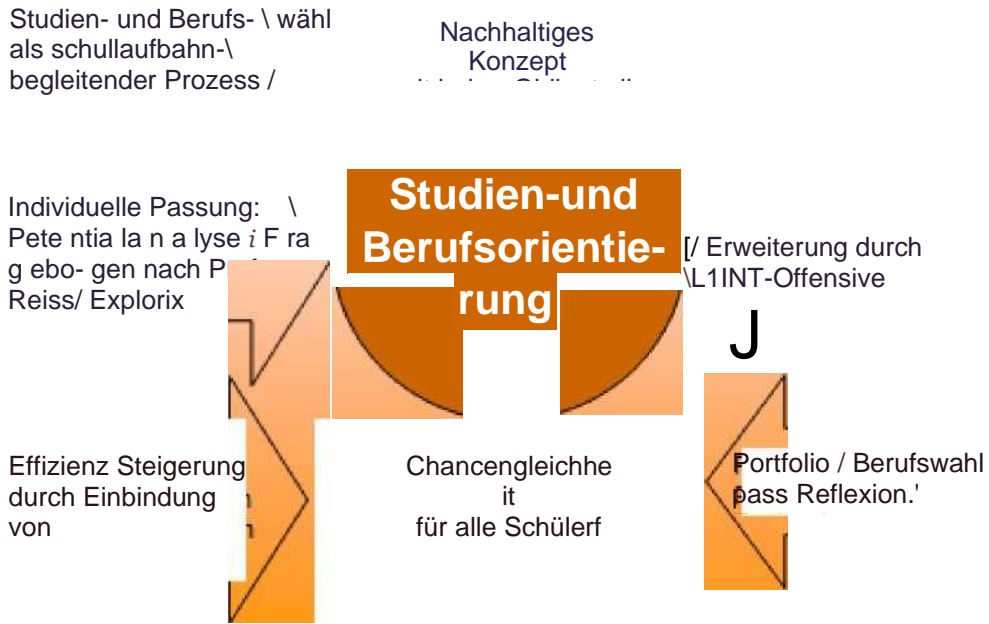 Studien- und Berufs- \ wähl
als schullaufbahn-\
begleitender Prozess /
Nachhaltiges
Konzept
Individuelle Passung: \
Pete ntia la n a lyse i F ra
g ebo- gen nach
Reiss/ Explorix
Studien-und
Berufsorientie-
rung
[/ Erweiterung durch
\L1INT-Offensive
J
Effizienz Steigerung
durch Einbindung
von
Chancengleichhe
it
für alle Schülerf
Portfolio / Berufswahl
pass Reflexion.'